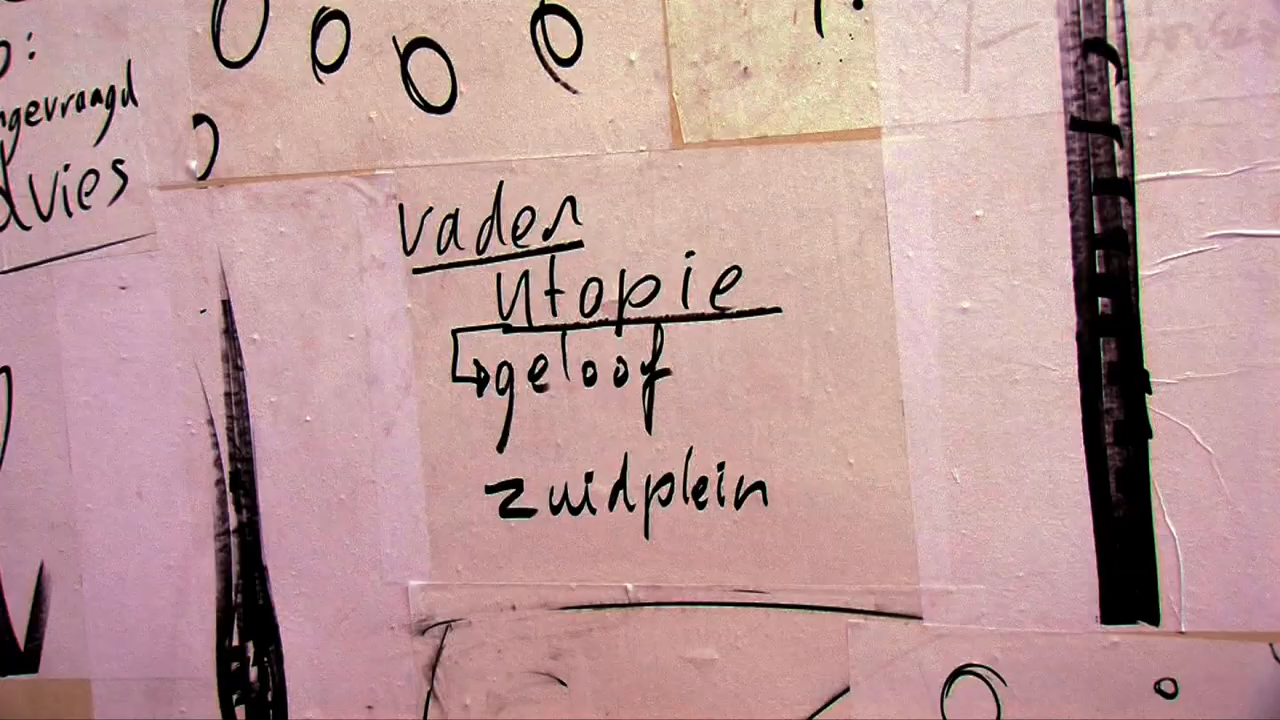 ngevraagd
dvies
vader
utopie
geloof
zuidplein